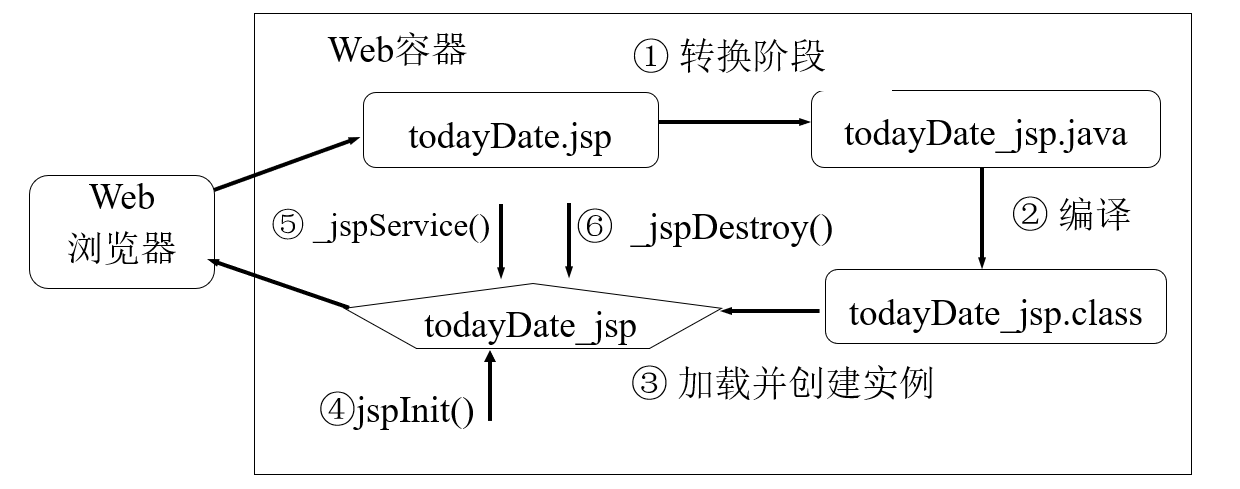 Web容器
① 转换阶段
todayDate.jsp
todayDate_jsp.java
Web
浏览器
⑤ _jspService()
⑥ _jspDestroy()
② 编译
todayDate_jsp
todayDate_jsp.class
③ 加载并创建实例
④jspInit()